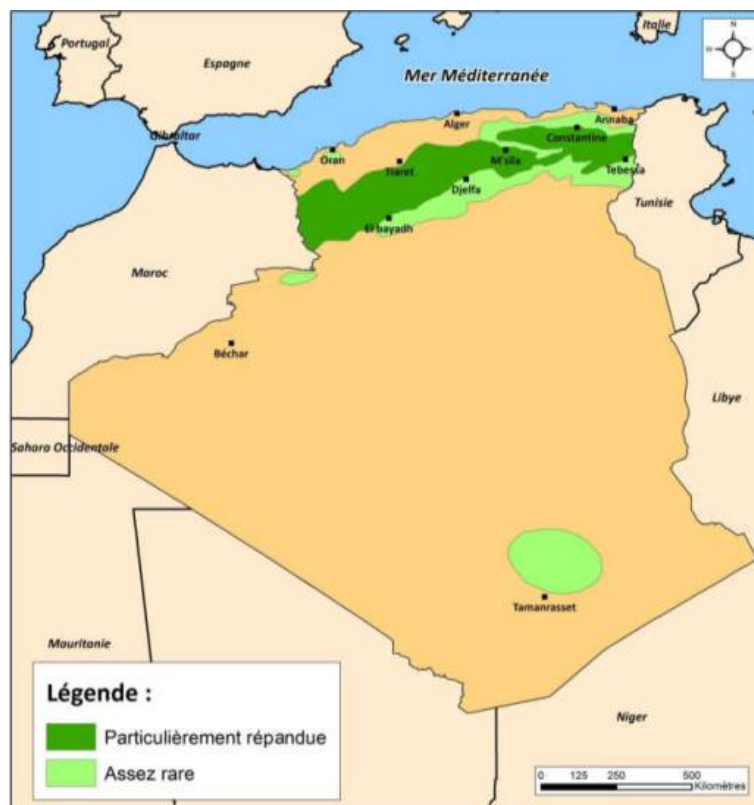 Portugal
Espagne
Italie
N
W
E
S
Mer Méditerranée
Gibraltar
Alger
Annaba
Constantine
Oran
Tiaret
M'sila
Tebessa
Djelfa
El bayadh
Tunisie
Maroc
Béchar
Libye
Sahara Occidentale
Tamanrasset
Mauritanie
Niger
Légende :
Particulièrement répandue
Assez rare
0 125 250 500
Kilomètres